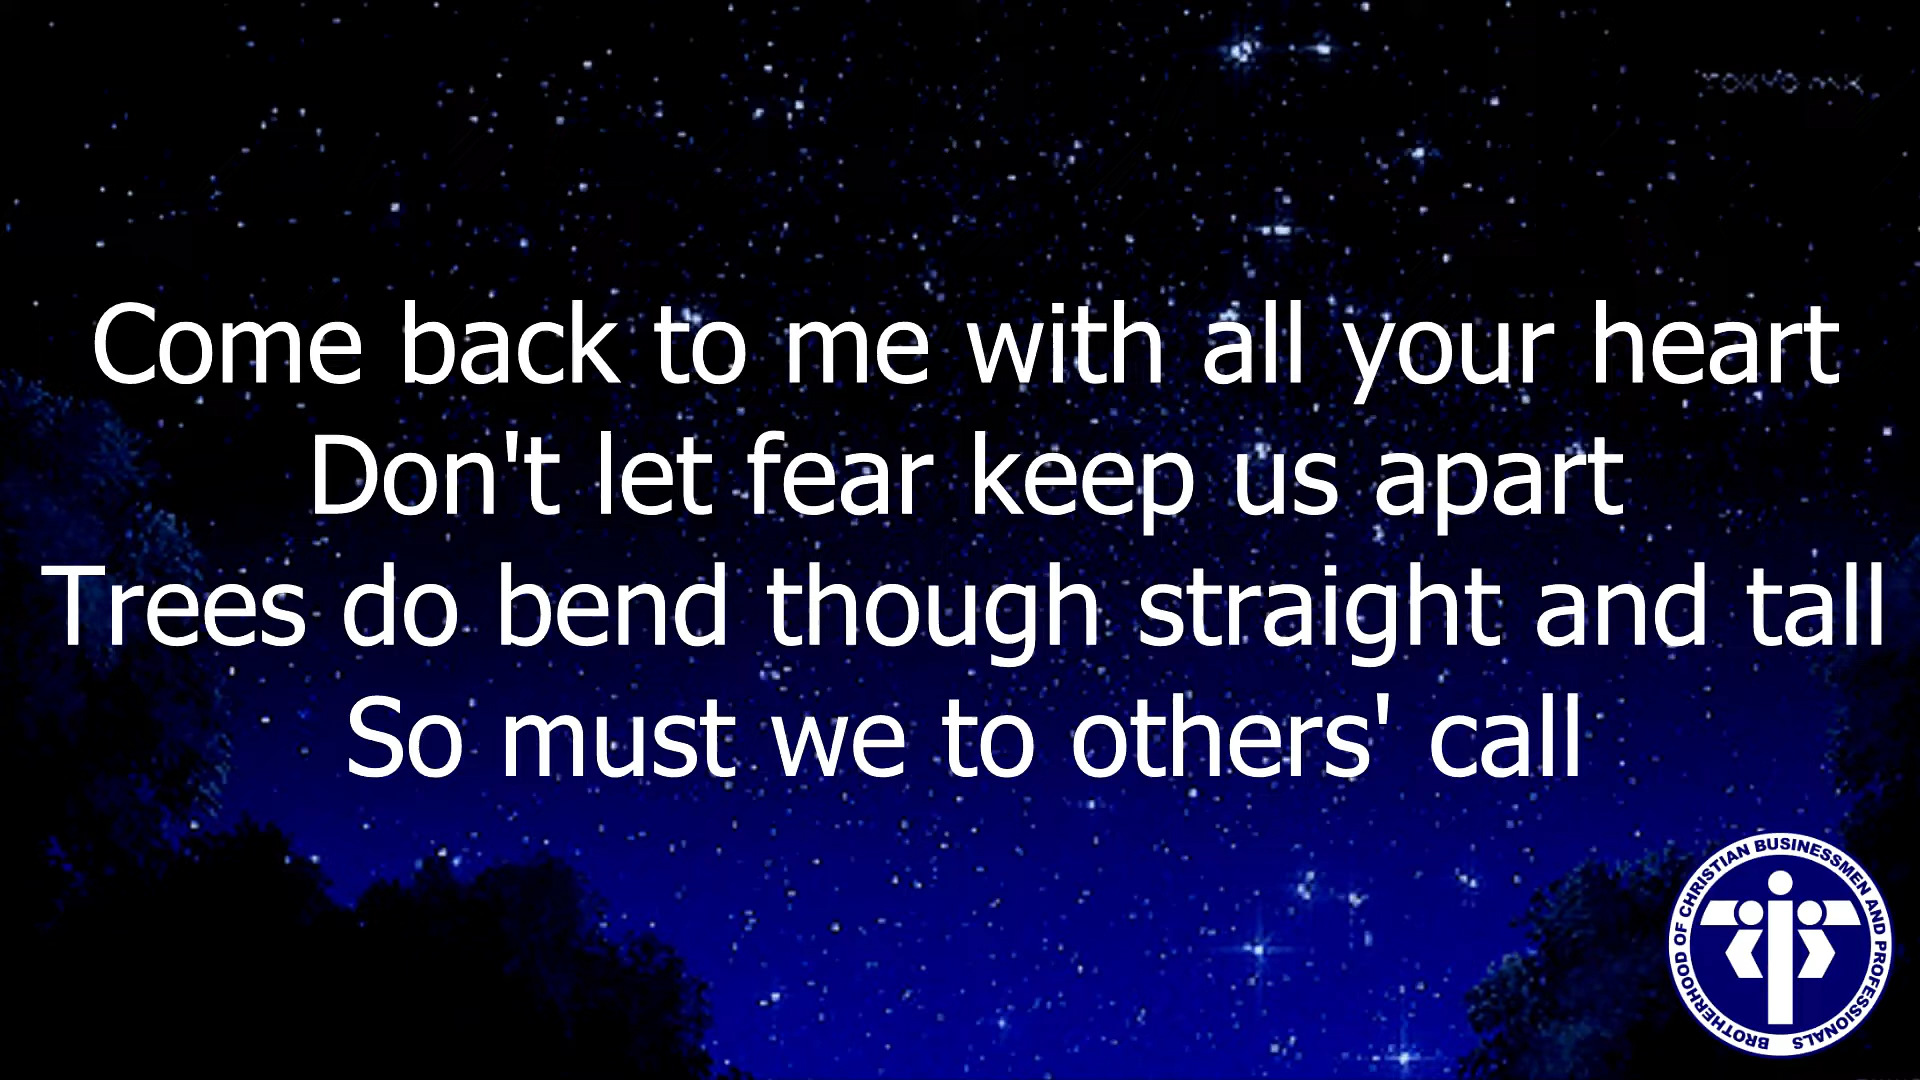 Come back to me with all your heart
Don't let fear keep us apart
Trees do bend though straight and tall
So must we to others' call
BROTHERHOOD OF CHRISTIAN BUSINESSMEN AND PROFESSIONALS